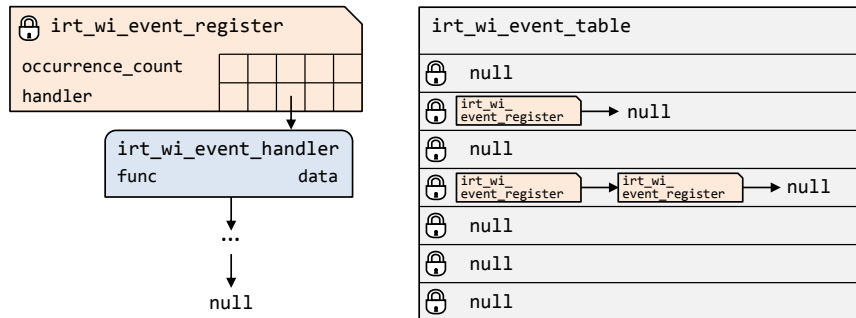 irt_wi_event_register
occurrence_count
handler
irt_wi_event_handler
func data
...
null
irt_wi_event_table
null
irt_wi_
event_register
null
null
irt_wi_
event_register
irt_wi_
event_register
null
null
null
null